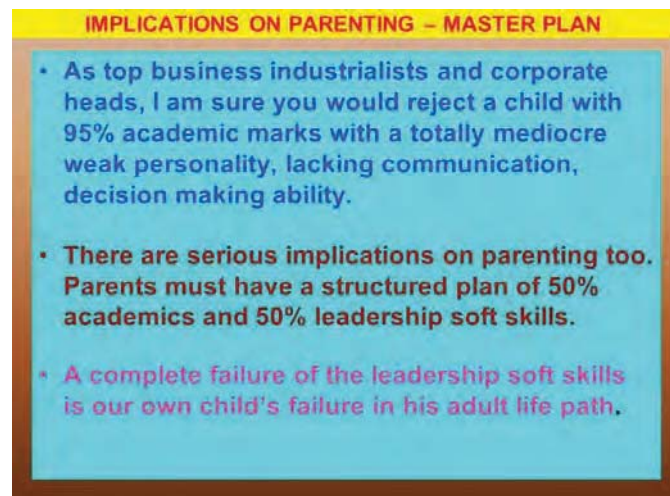 IMPLICATIONS ON PARENTING – MASTER PLAN
• As top business industrialists and corporate
heads, I am sure you would reject a child with
95% academic marks with a totally mediocre
weak personality, lacking communication,
decision making ability.
• There are serious implications on parenting too.
Parents must have a structured plan of 50%
academics and 50% leadership soft skills.
• A complete failure of the leadership soft skills
is our own child's failure in his adult life path.